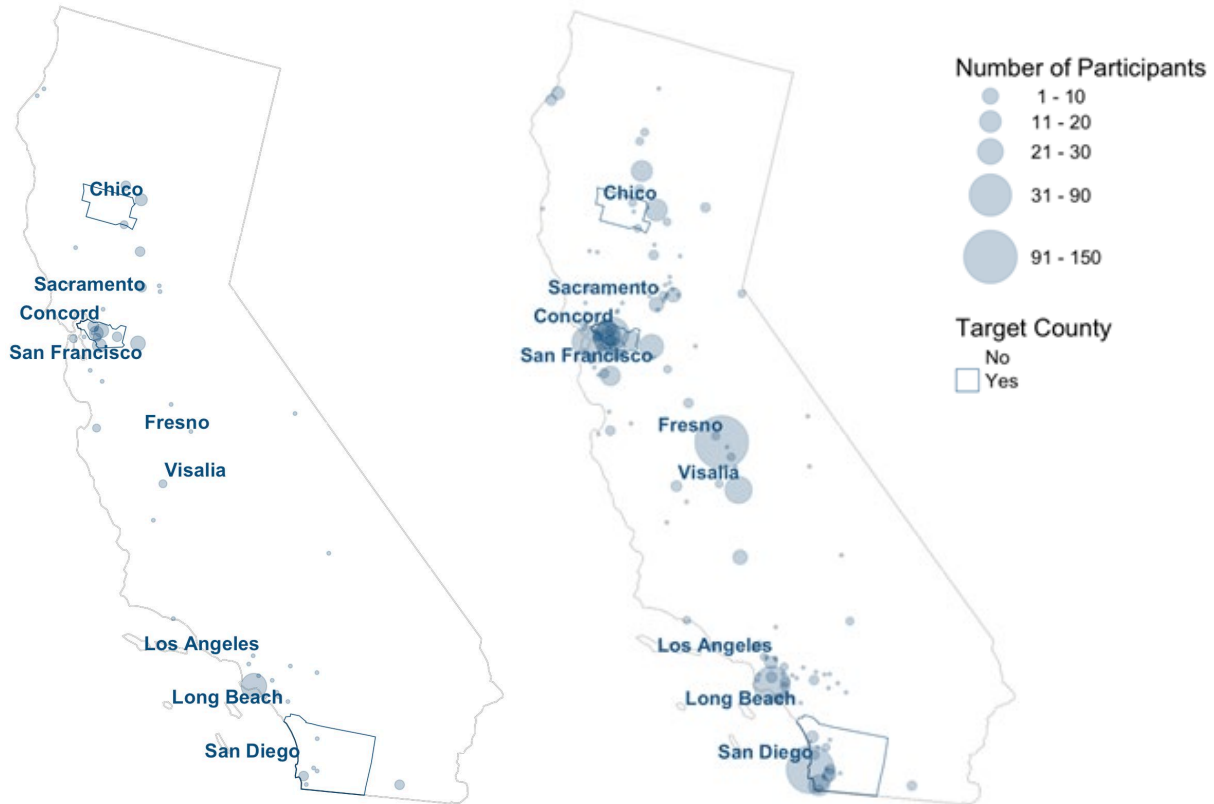 Chico
Sacramento
Concord
San Francisco
Fresno
Visalia
Los Angeles
Long Beach
San Diego
Chico
Sacramento
Concord
San Francisco
Fresno
Visalia
Los Angeles
Long Beach
San Diego
Number of Participants
1 - 10
11 - 20
21 - 30
31 - 90
91 - 150
Target County
No
Yes